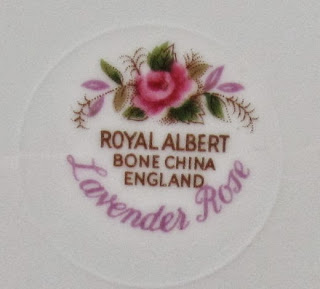 ROYAL ALBERT
BONE CHINA
ENGLAND
Lavender Rose